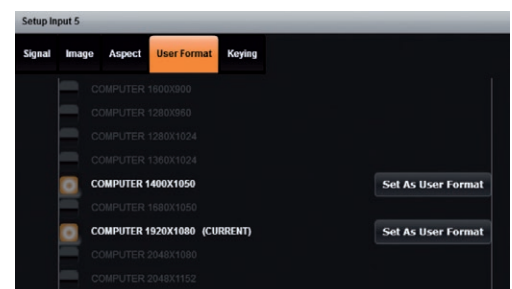 Setup Input 5
Signal Image Aspect User Format Keying
COMPUTER 1600X900
COMPUTER 1280X960
COMPUTER 1280X1024
COMPUTER 1360X1024
COMPUTER 1400X1050 Set As User Format
COMPUTER 1680X1050
COMPUTER 1920X1080 (CURRENT) Set As User Format
COMPUTER 2048X1080
COMPUTER 2048X1152